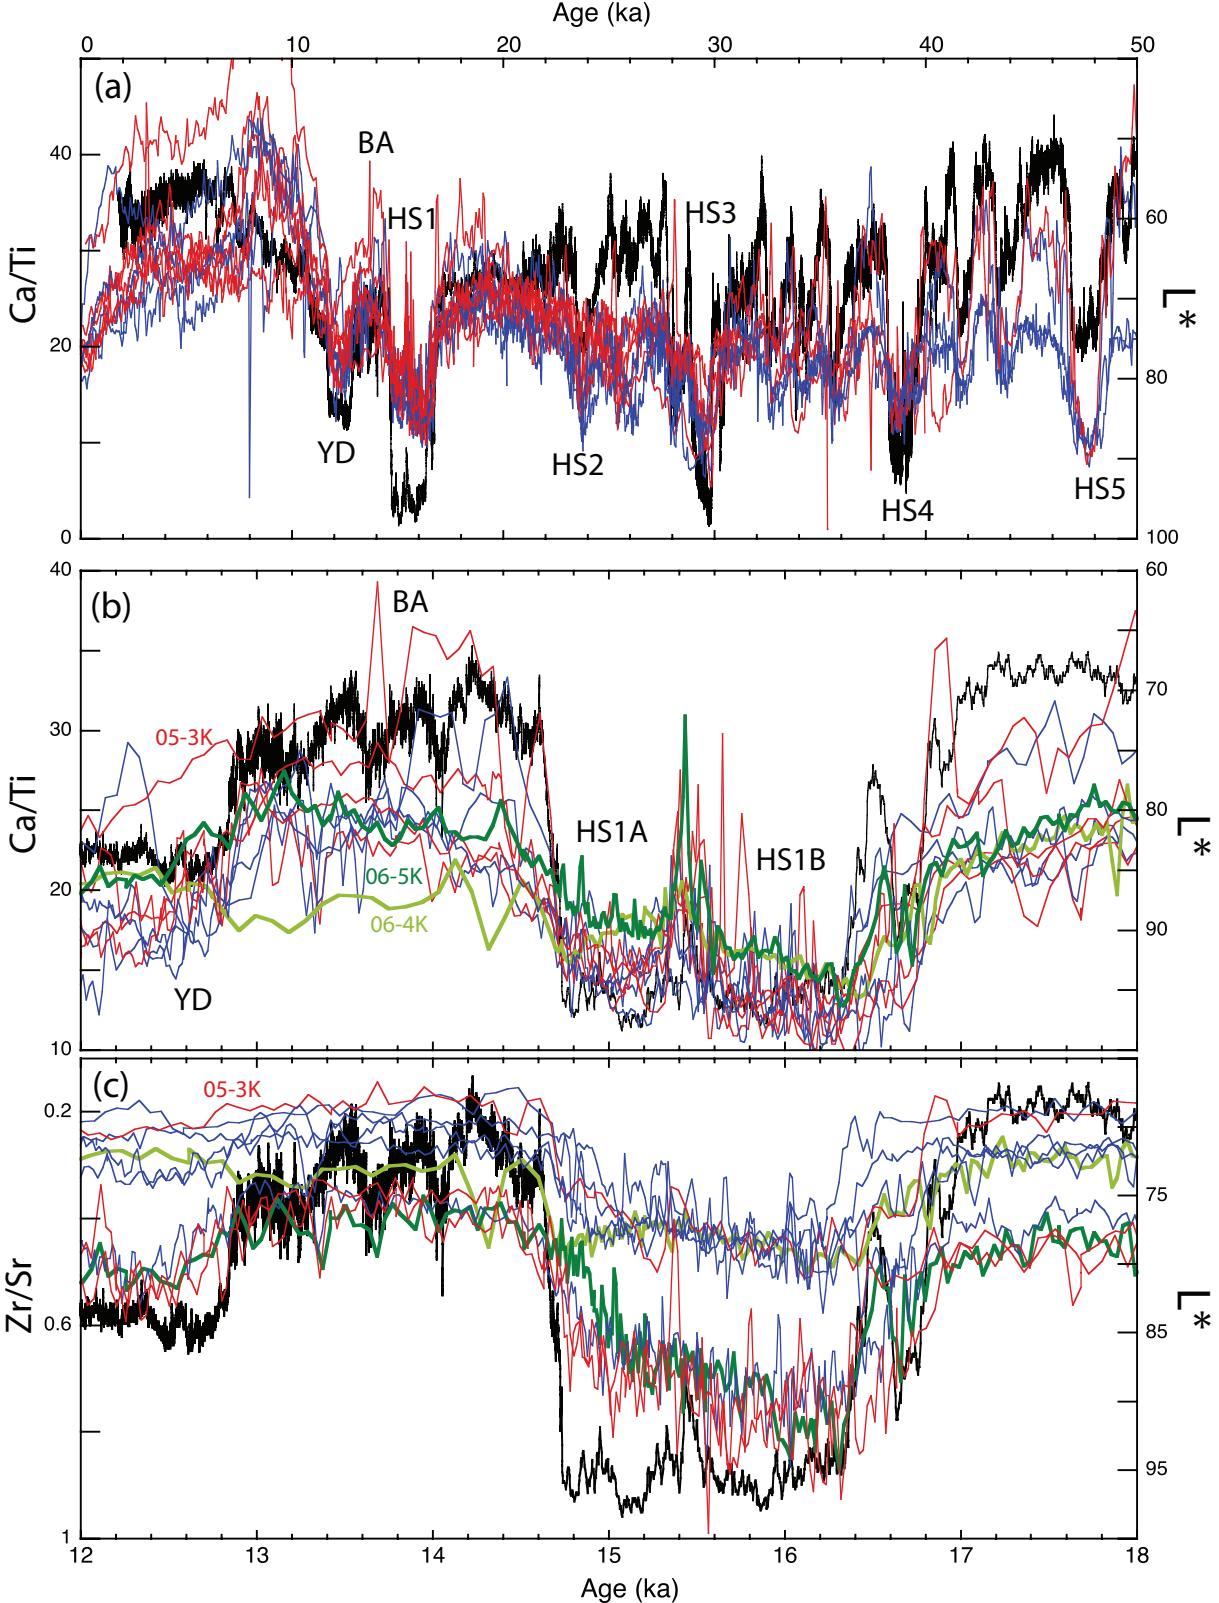 Age (ka)
0 10 20 30 40 50
(a)
BA
HS1
HS3
YD
HS2
HS4
HS5
Ca/Ti
40
20
0
L*
60
80
100
(b)
BA
05-3K
HS1A
HS1B
06-5K
06-4K
YD
Ca/Ti
40
30
20
10
L*
60
70
80
90
(c)
05-3K
Zr/Sr
0.2
0.6
1
L*
75
85
95
12 13 14 15 16 17 18
Age (ka)